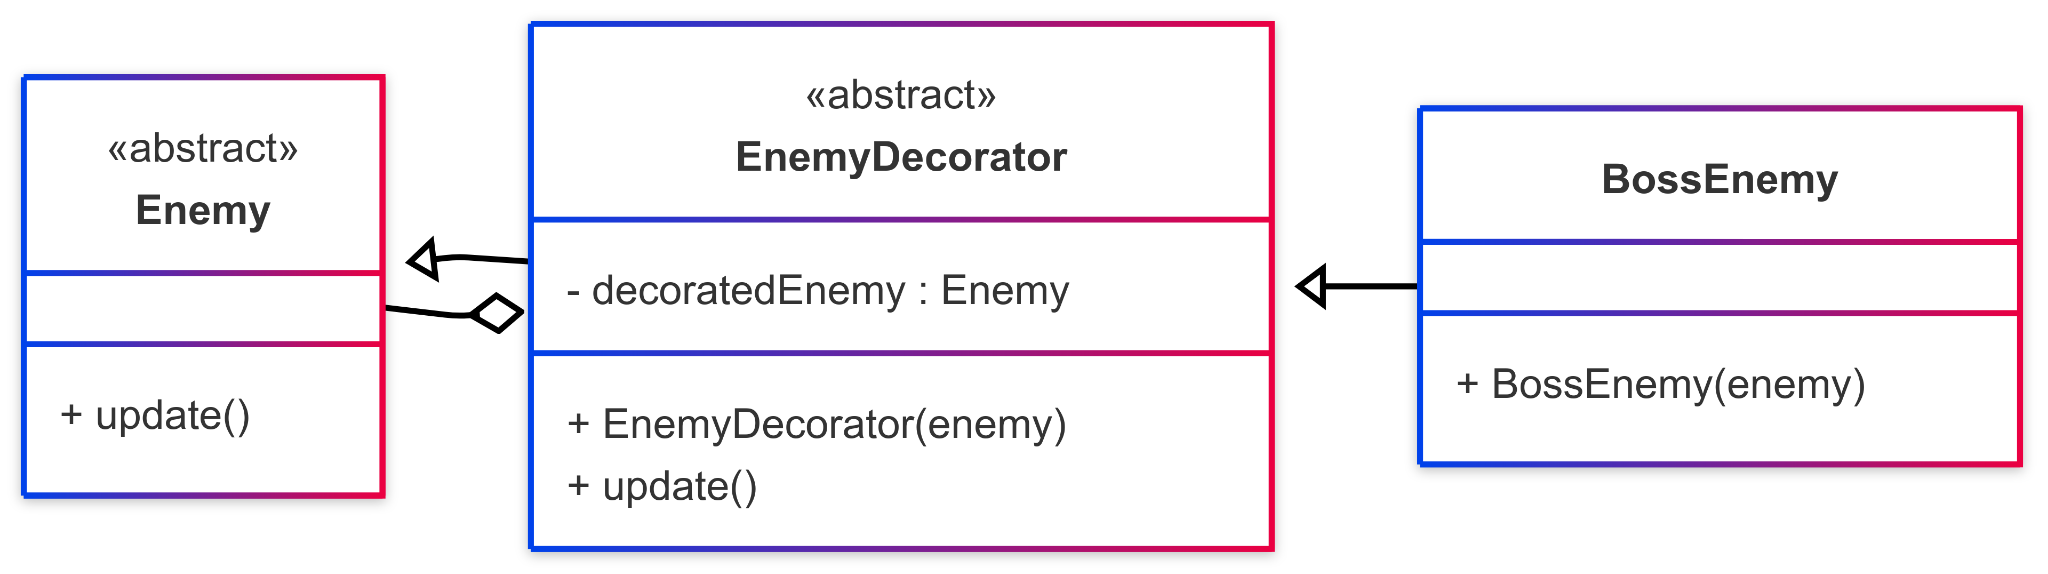 «abstract»
Enemy
+ update()
«abstract»
EnemyDecorator
- decoratedEnemy : Enemy
+ EnemyDecorator(enemy)
+ update()
BossEnemy
+ BossEnemy(enemy)